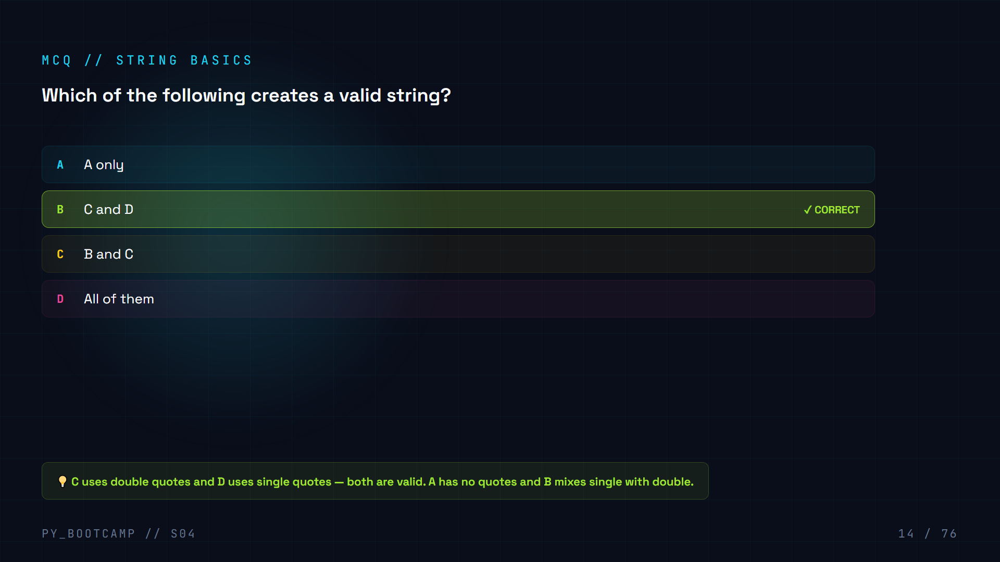 MCQ // STRING BASICS
Which of the following creates a valid string?
A A only
B C and D ✓ CORRECT
C B and C
D All of them
💡 C uses double quotes and D uses single quotes — both are valid. A has no quotes and B mixes single with double.
PY_BOOTCAMP // S04 14 / 76